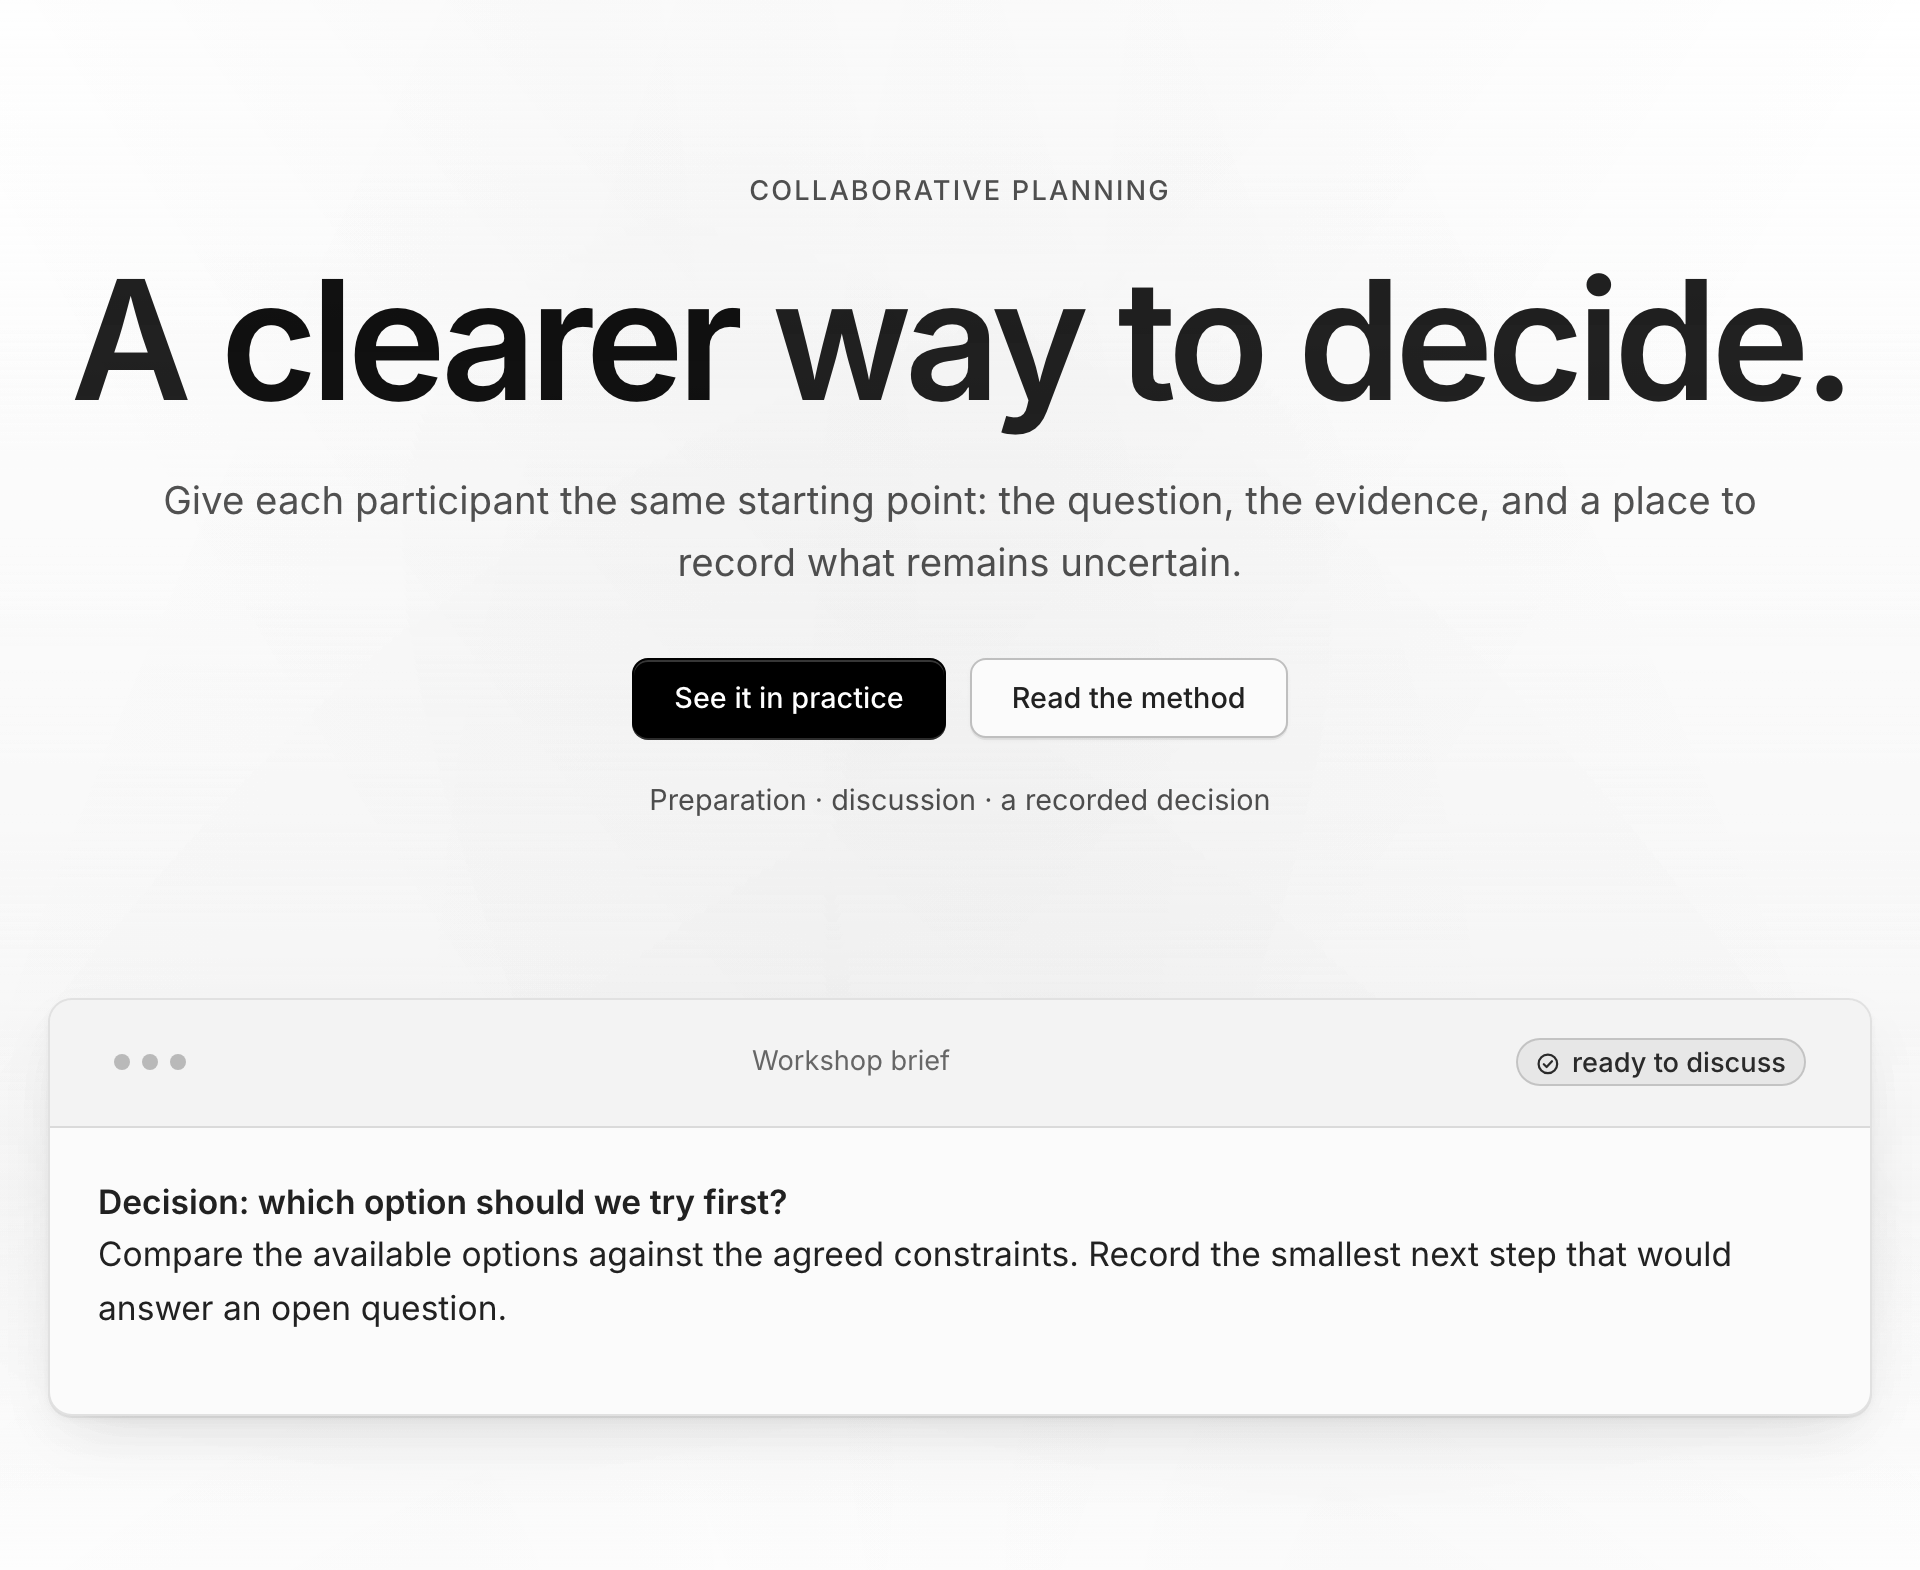 COLLABORATIVE PLANNING
A clearer way to decide.
Give each participant the same starting point: the question, the evidence, and a place to
record what remains uncertain.
See it in practice
Read the method
Preparation · discussion · a recorded decision
Workshop brief
ready to discuss
Decision: which option should we try first?
Compare the available options against the agreed constraints. Record the smallest next step that would
answer an open question.